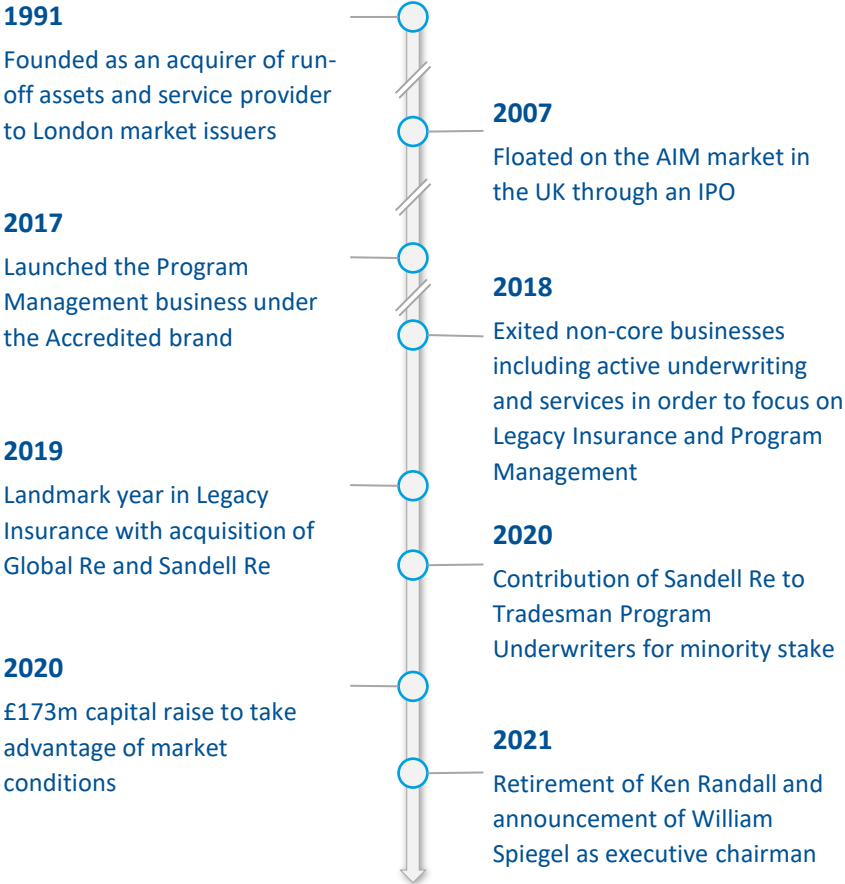 1991
Founded as an acquirer of run-
off assets and service provider
to London market issuers
2007
Floated on the AIM market in
the UK through an IPO
2017
Launched the Program
Management business under
the Accredited brand
2018
Exited non-core businesses
including active underwriting
and services in order to focus on
Legacy Insurance and Program
Management
2019
Landmark year in Legacy
Insurance with acquisition of
Global Re and Sandell Re
2020
Contribution of Sandell Re to
Tradesman Program
Underwriters for minority stake
2020
£173m capital raise to take
advantage of market
conditions
2021
Retirement of Ken Randall and
announcement of William
Spiegel as executive chairman